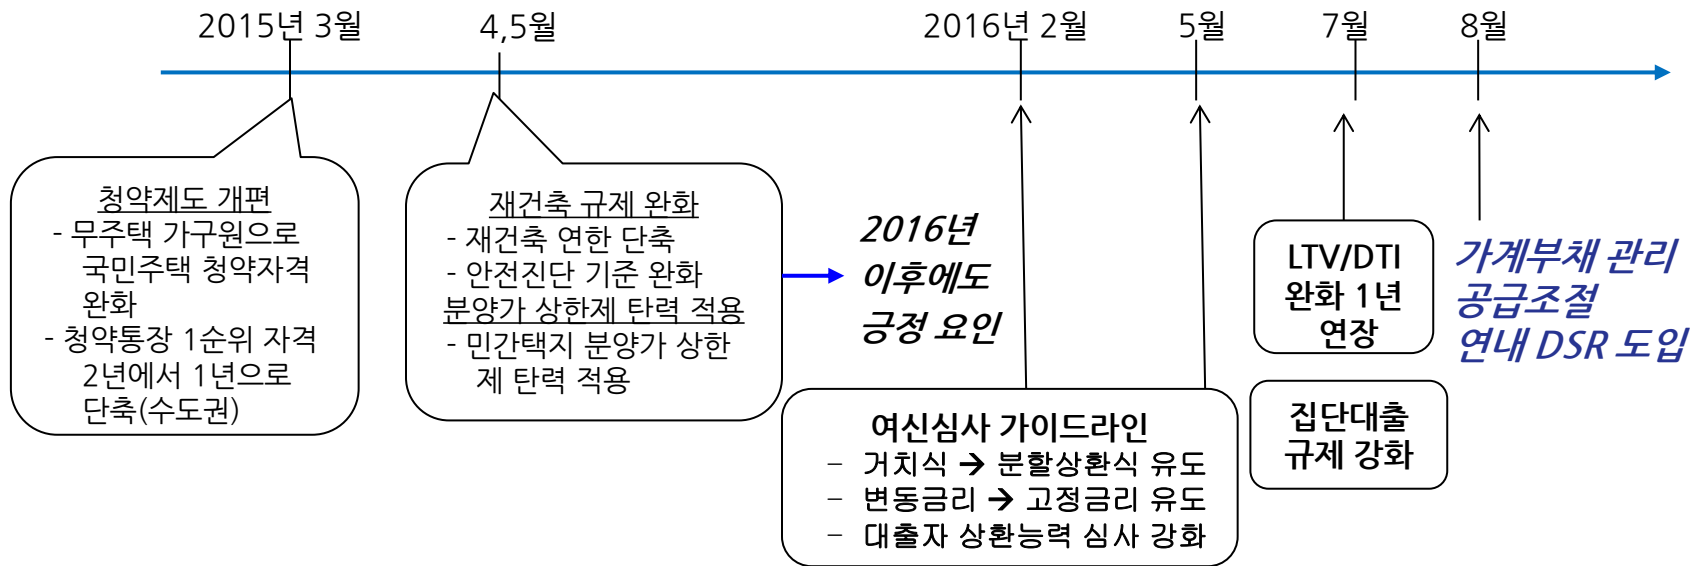 2015년 3월
4,5월
2016년 2월
5월
7월
8월
청약제도 개편
- 무주택 가구원으로
국민주택 청약자격
완화
- 청약통장 1순위 자격
2년에서 1년으로
단축(수도권)
재건축 규제 완화
- 재건축 연한 단축
- 안전진단 기준 완화
분양가 상한제 탄력 적용
- 민간택지 분양가 상한
제 탄력 적용
2016년
이후에도
긍정 요인
여신심사 가이드라인
– 거치식 → 분할상환식 유도
– 변동금리 → 고정금리 유도
– 대출자 상환능력 심사 강화
LTV/DTI
완화 1년
연장
집단대출
규제 강화
가계부채 관리
공급조절
연내 DSR 도입